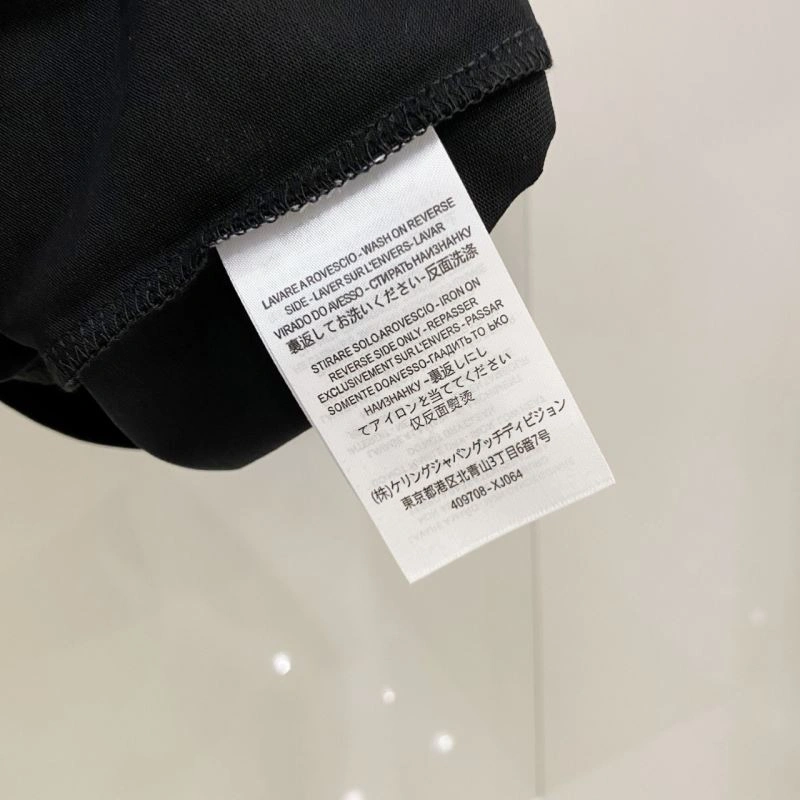 LAVARE A ROVESCIO - WASH ON REVERSE
SIDE - LAVER SUR L'ENVERS- LAVAR
VIRADO DO AVESSO - СТИРАТЬ НАИЗНАНКУ
裏返してお洗いください - 反面洗涤
STIRARE SOLO AROVESCIO - IRON ON
REVERSE SIDE ONLY - REPASSER
EXCLUSIVEMENT SUR L'ENVERS - PASSAR
SOMENTE DOAVESSO-ГЛАДИТЬ ТО ЬКО
НАИЗНАНКУ - 裏返しにし
てアイロンを当ててください
仅反面熨烫
(株)ケリングジャパングッチディビジョン
東京都港区北青山3丁目6番7号
409708-XJ064